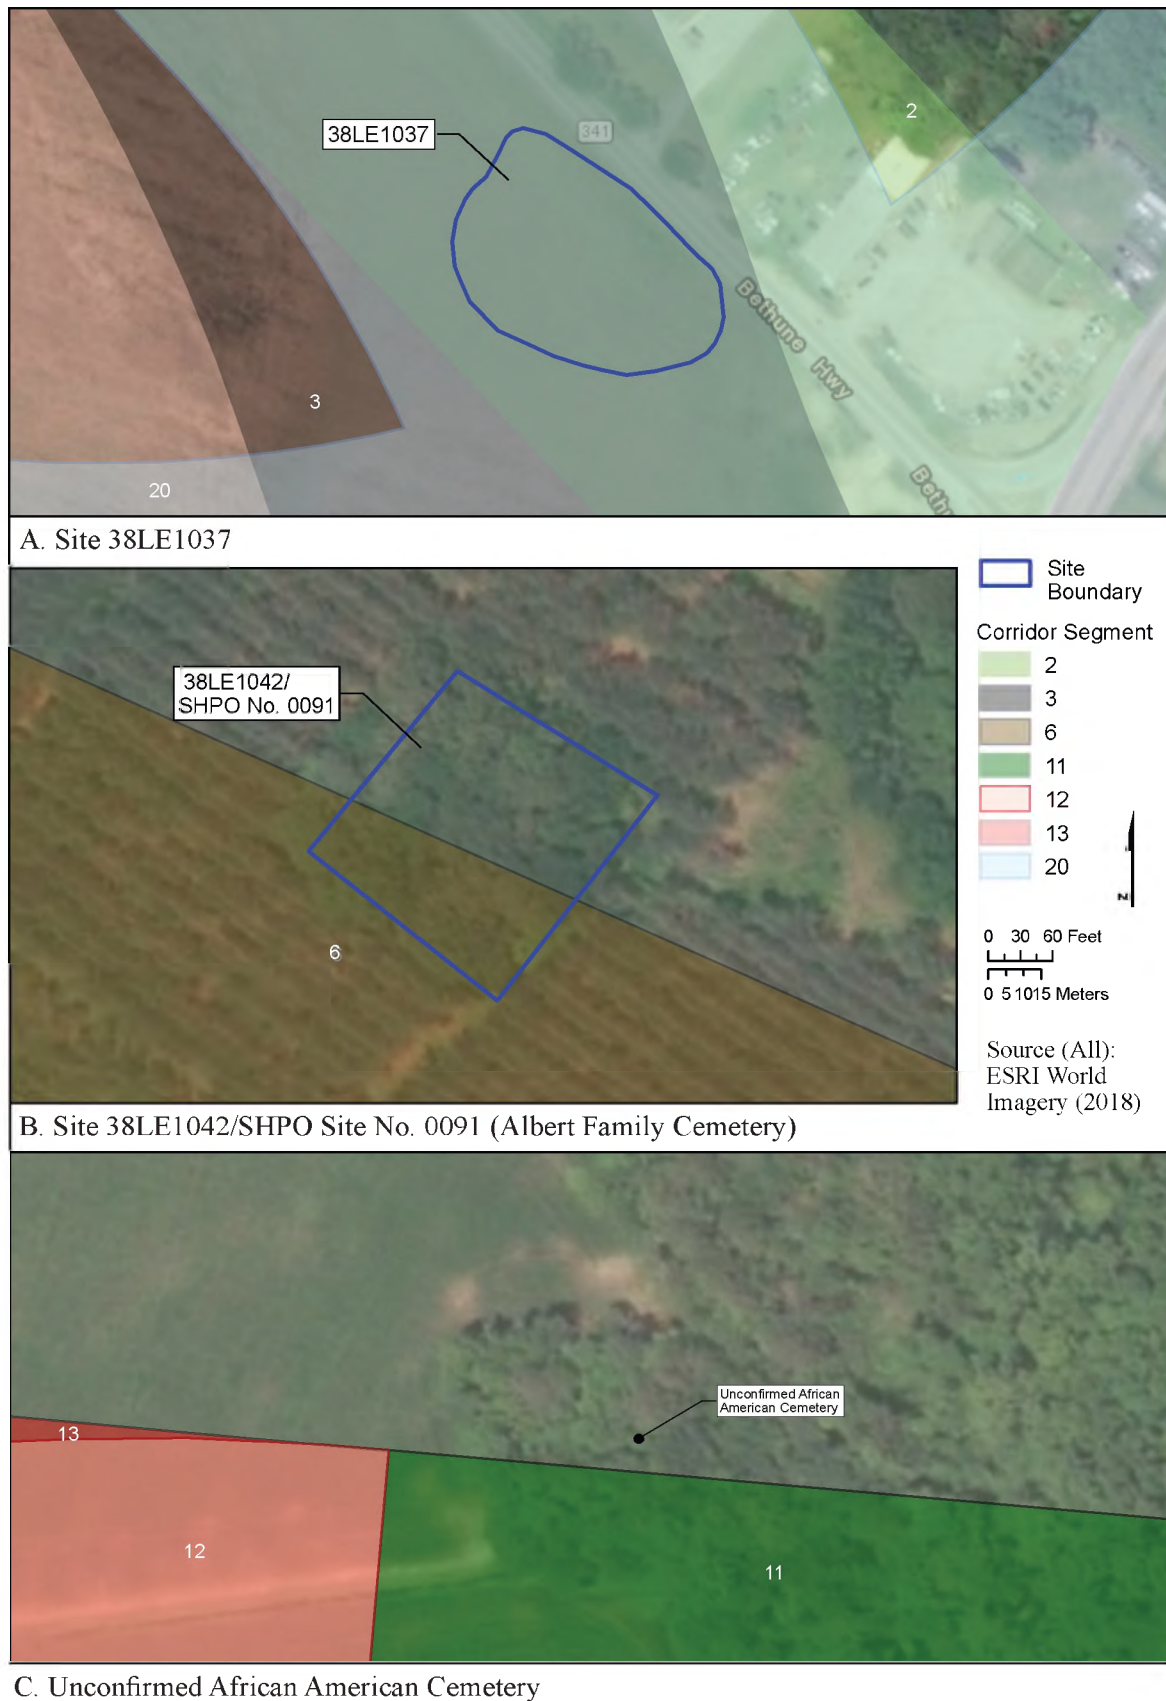 38LE1037
341
2
Bethune Hwy
3
20
A. Site 38LE1037
38LE1042/
SHPO No. 0091
6
B. Site 38LE1042/SHPO Site No. 0091 (Albert Family Cemetery)
Site
Boundary
Corridor Segment
2
3
6
11
12
13
20
N
0 30 60 Feet
0 5 10 15 Meters
Source (All):
ESRI World
Imagery (2018)
Unconfirmed African
American Cemetery
13
12
11
C. Unconfirmed African American Cemetery